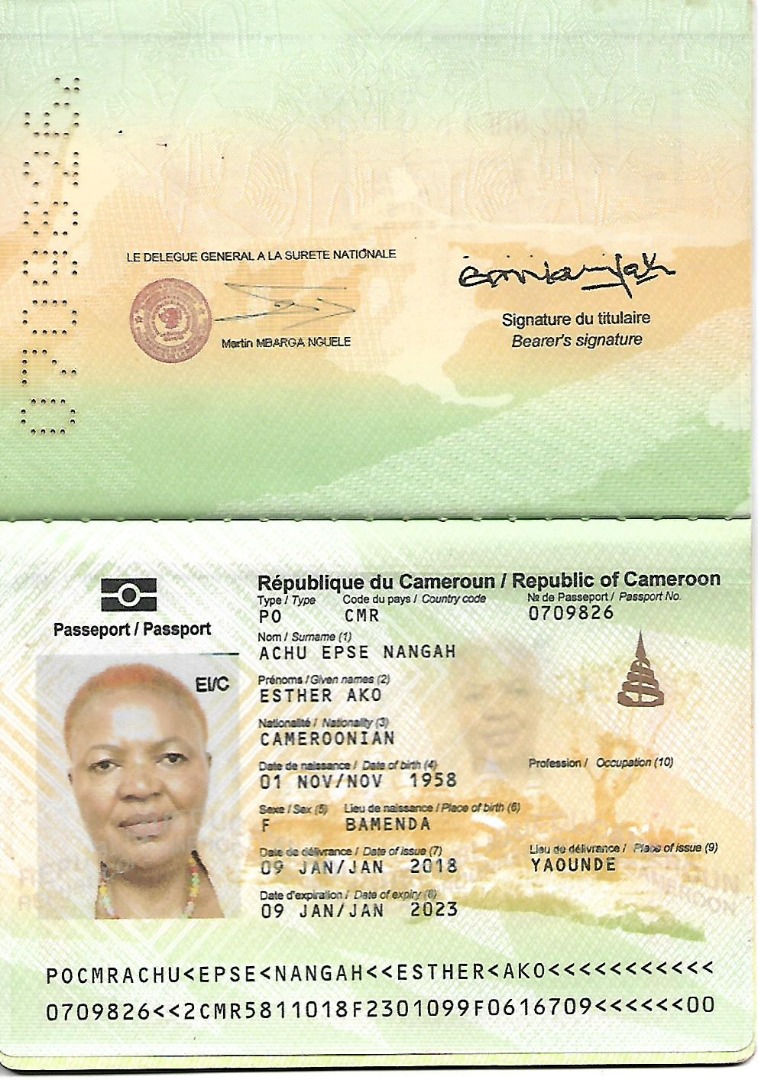 0709826
LE DELEGUE GENERAL A LA SURETE NATIONALE
Martin MBARGA NGUELE
Signature du titulaire
Bearer's signature
République du Cameroun / Republic of Cameroon
Passeport / Passport
Type / Type Code du pays / Country code № de Passeport / Passport No.
PO CMR 0709826
Nom / Surname (1)
ACHU EPSE NANGAH
EI/C
Prénoms / Given names (2)
ESTHER AKO
Nationalité / Nationality (3)
CAMEROONIAN
Date de naissance / Date of birth (4) Profession / Occupation (10)
01 NOV/NOV 1958
Sexe / Sex (5) Lieu de naissance / Place of birth (6)
F BAMENDA
Date de délivrance / Date of issue (7) Lieu de délivrance / Place of issue (9)
09 JAN/JAN 2018 YAOUNDE
Date d'expiration / Date of expiry (8)
09 JAN/JAN 2023
POCMRACHU<EPSE<NANGAH<<ESTHER<AKO<<<<<<<<<<<
0709826<<2CMR5811018F2301099F0616709<<<<<<00